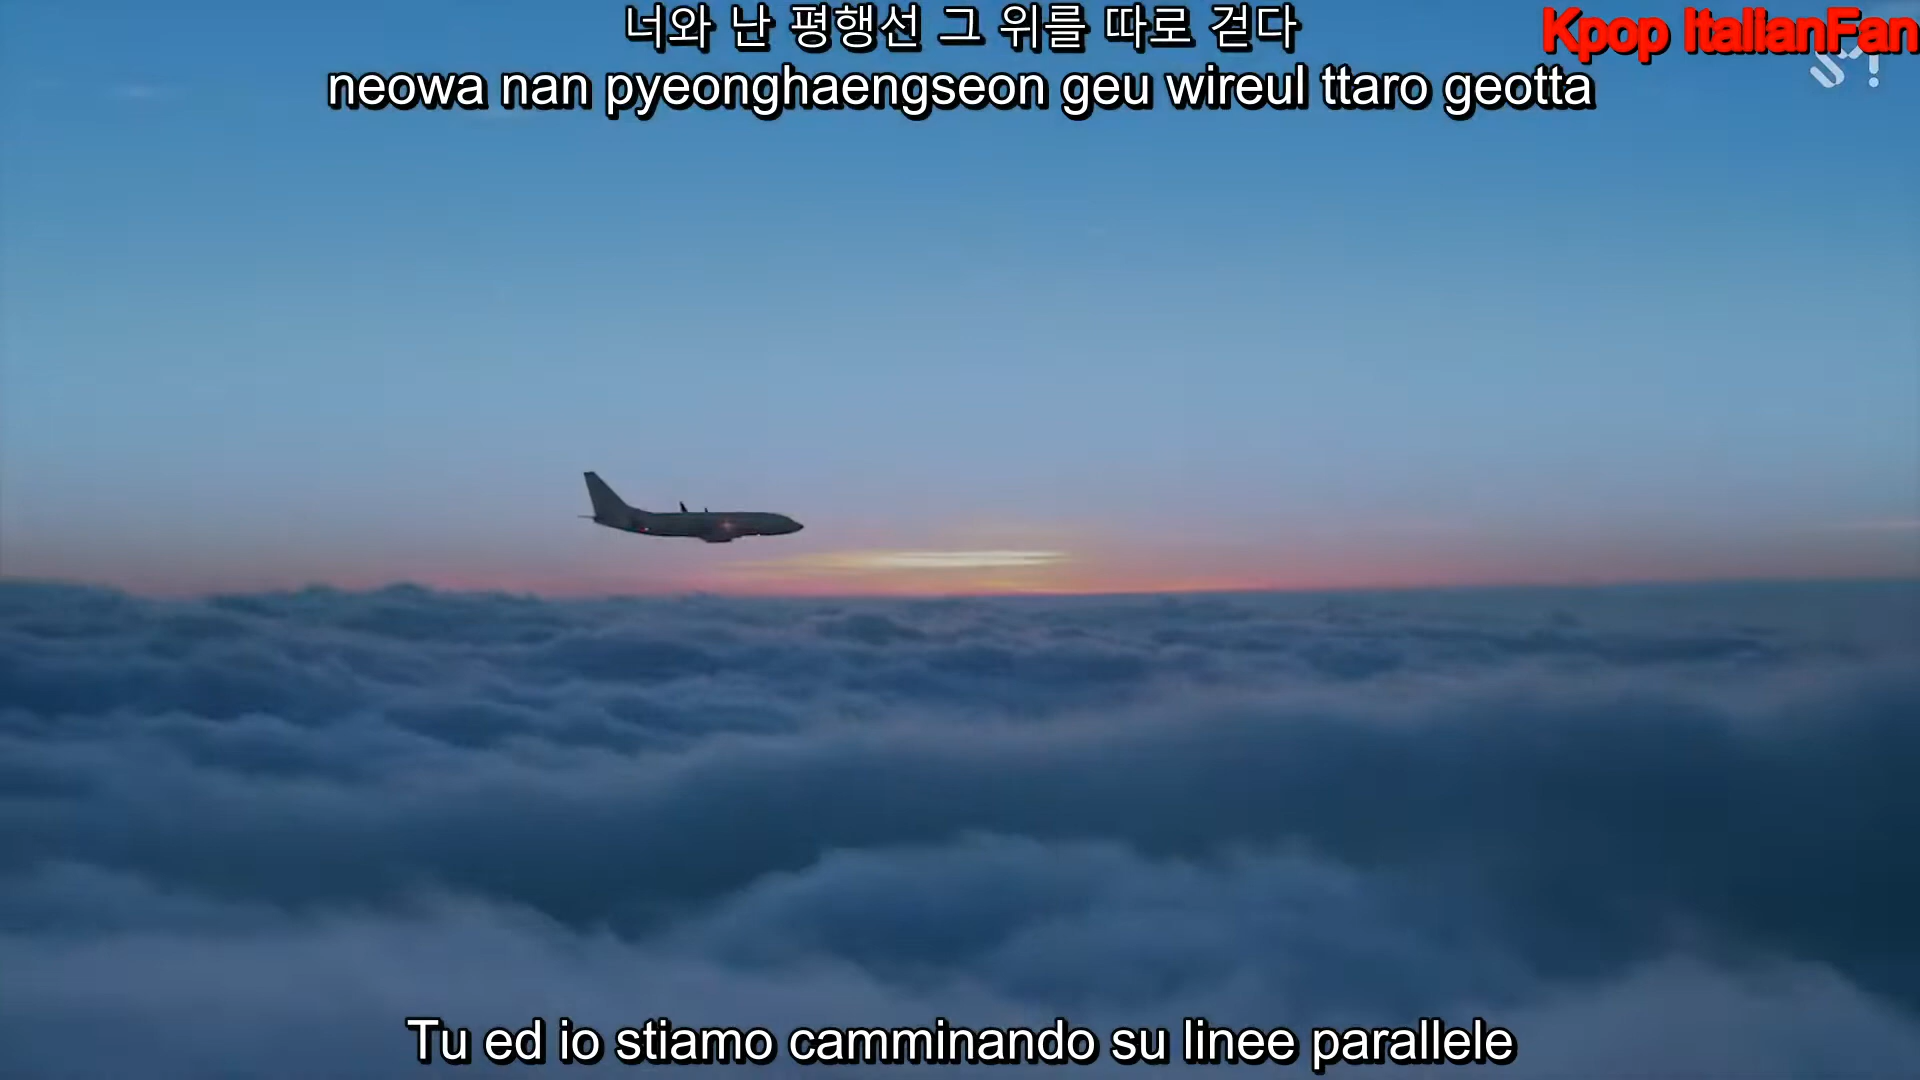 너와 난 평행선 그 위를 따로 걷다
Kpop ItalianFan
neowa nan pyeonghaengseon geu wireul ttaro geotta
Tu ed io stiamo camminando su linee parallele